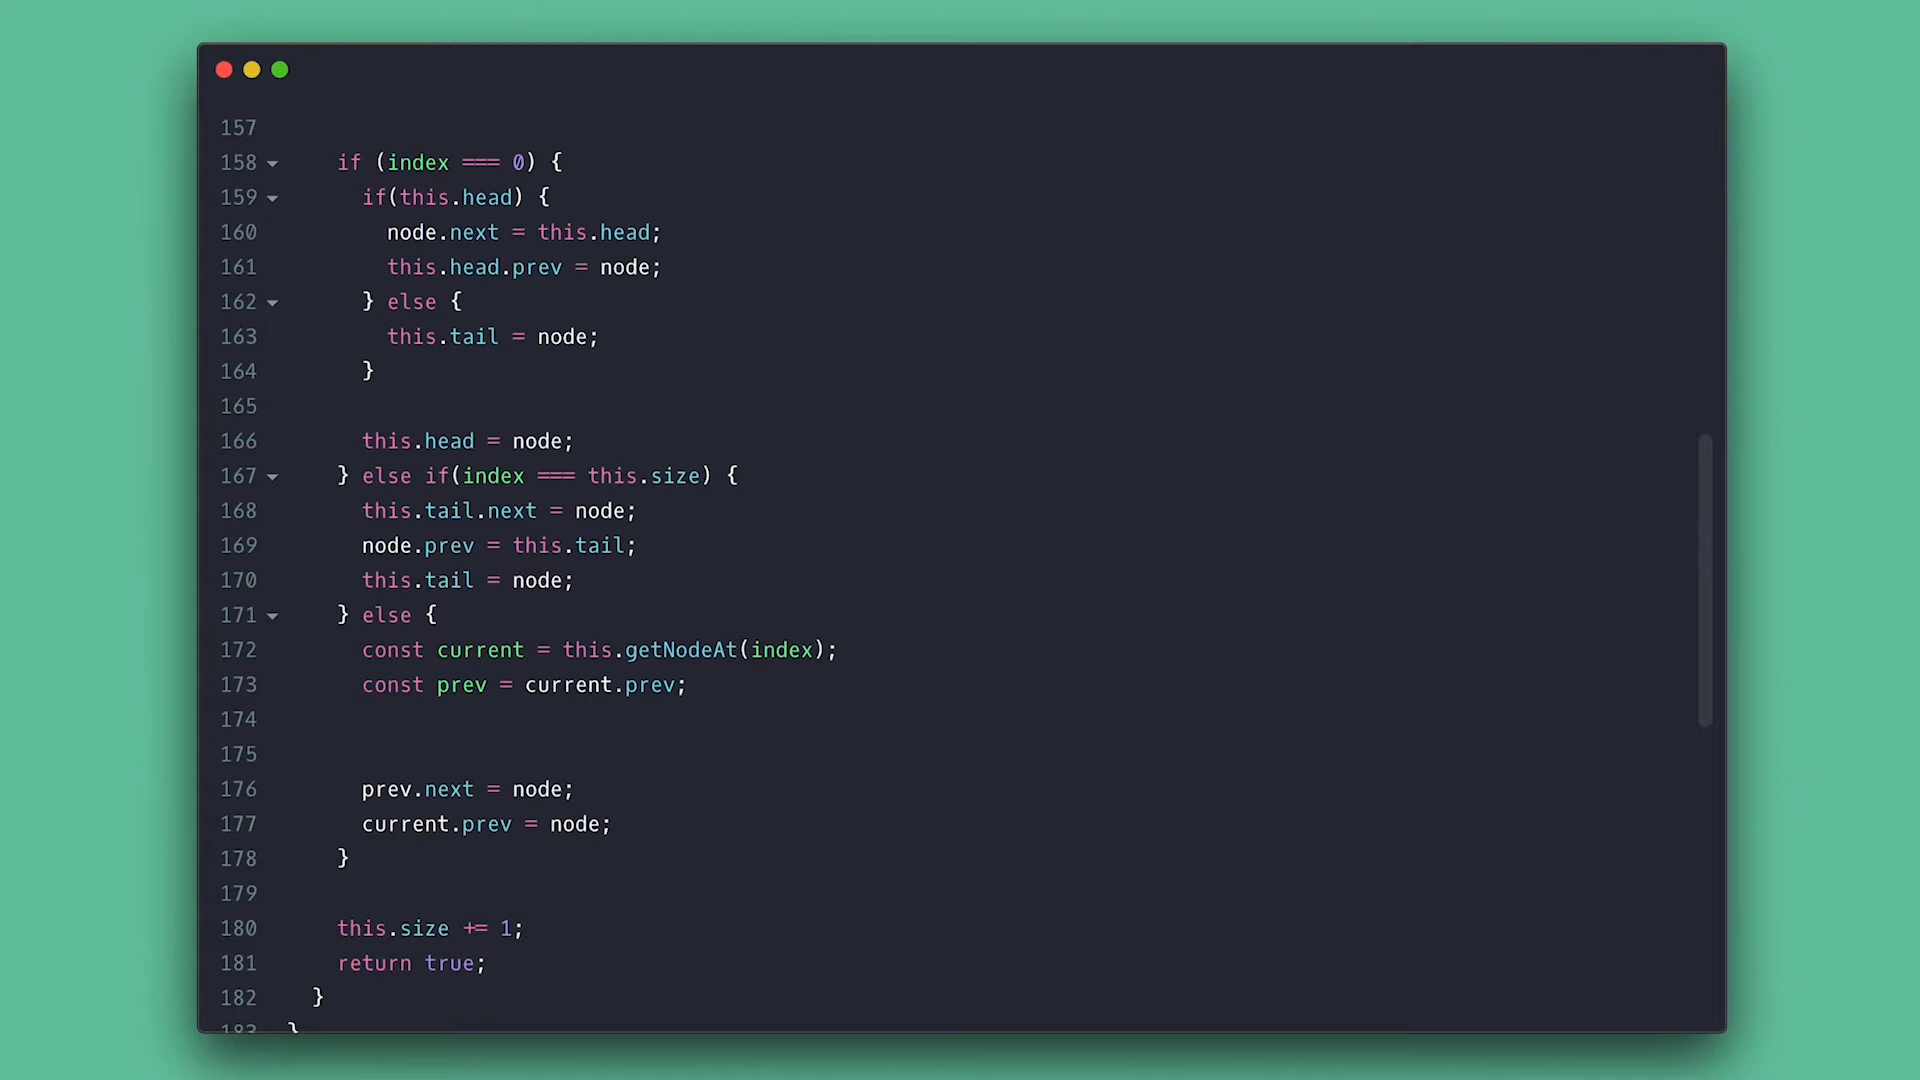 157
158 if (index === 0) {
159 if(this.head) {
160 node.next = this.head;
161 this.head.prev = node;
162 } else {
163 this.tail = node;
164 }
165
166 this.head = node;
167 } else if(index === this.size) {
168 this.tail.next = node;
169 node.prev = this.tail;
170 this.tail = node;
171 } else {
172 const current = this.getNodeAt(index);
173 const prev = current.prev;
174
175
176 prev.next = node;
177 current.prev = node;
178 }
179
180 this.size += 1;
181 return true;
182 }
183 }